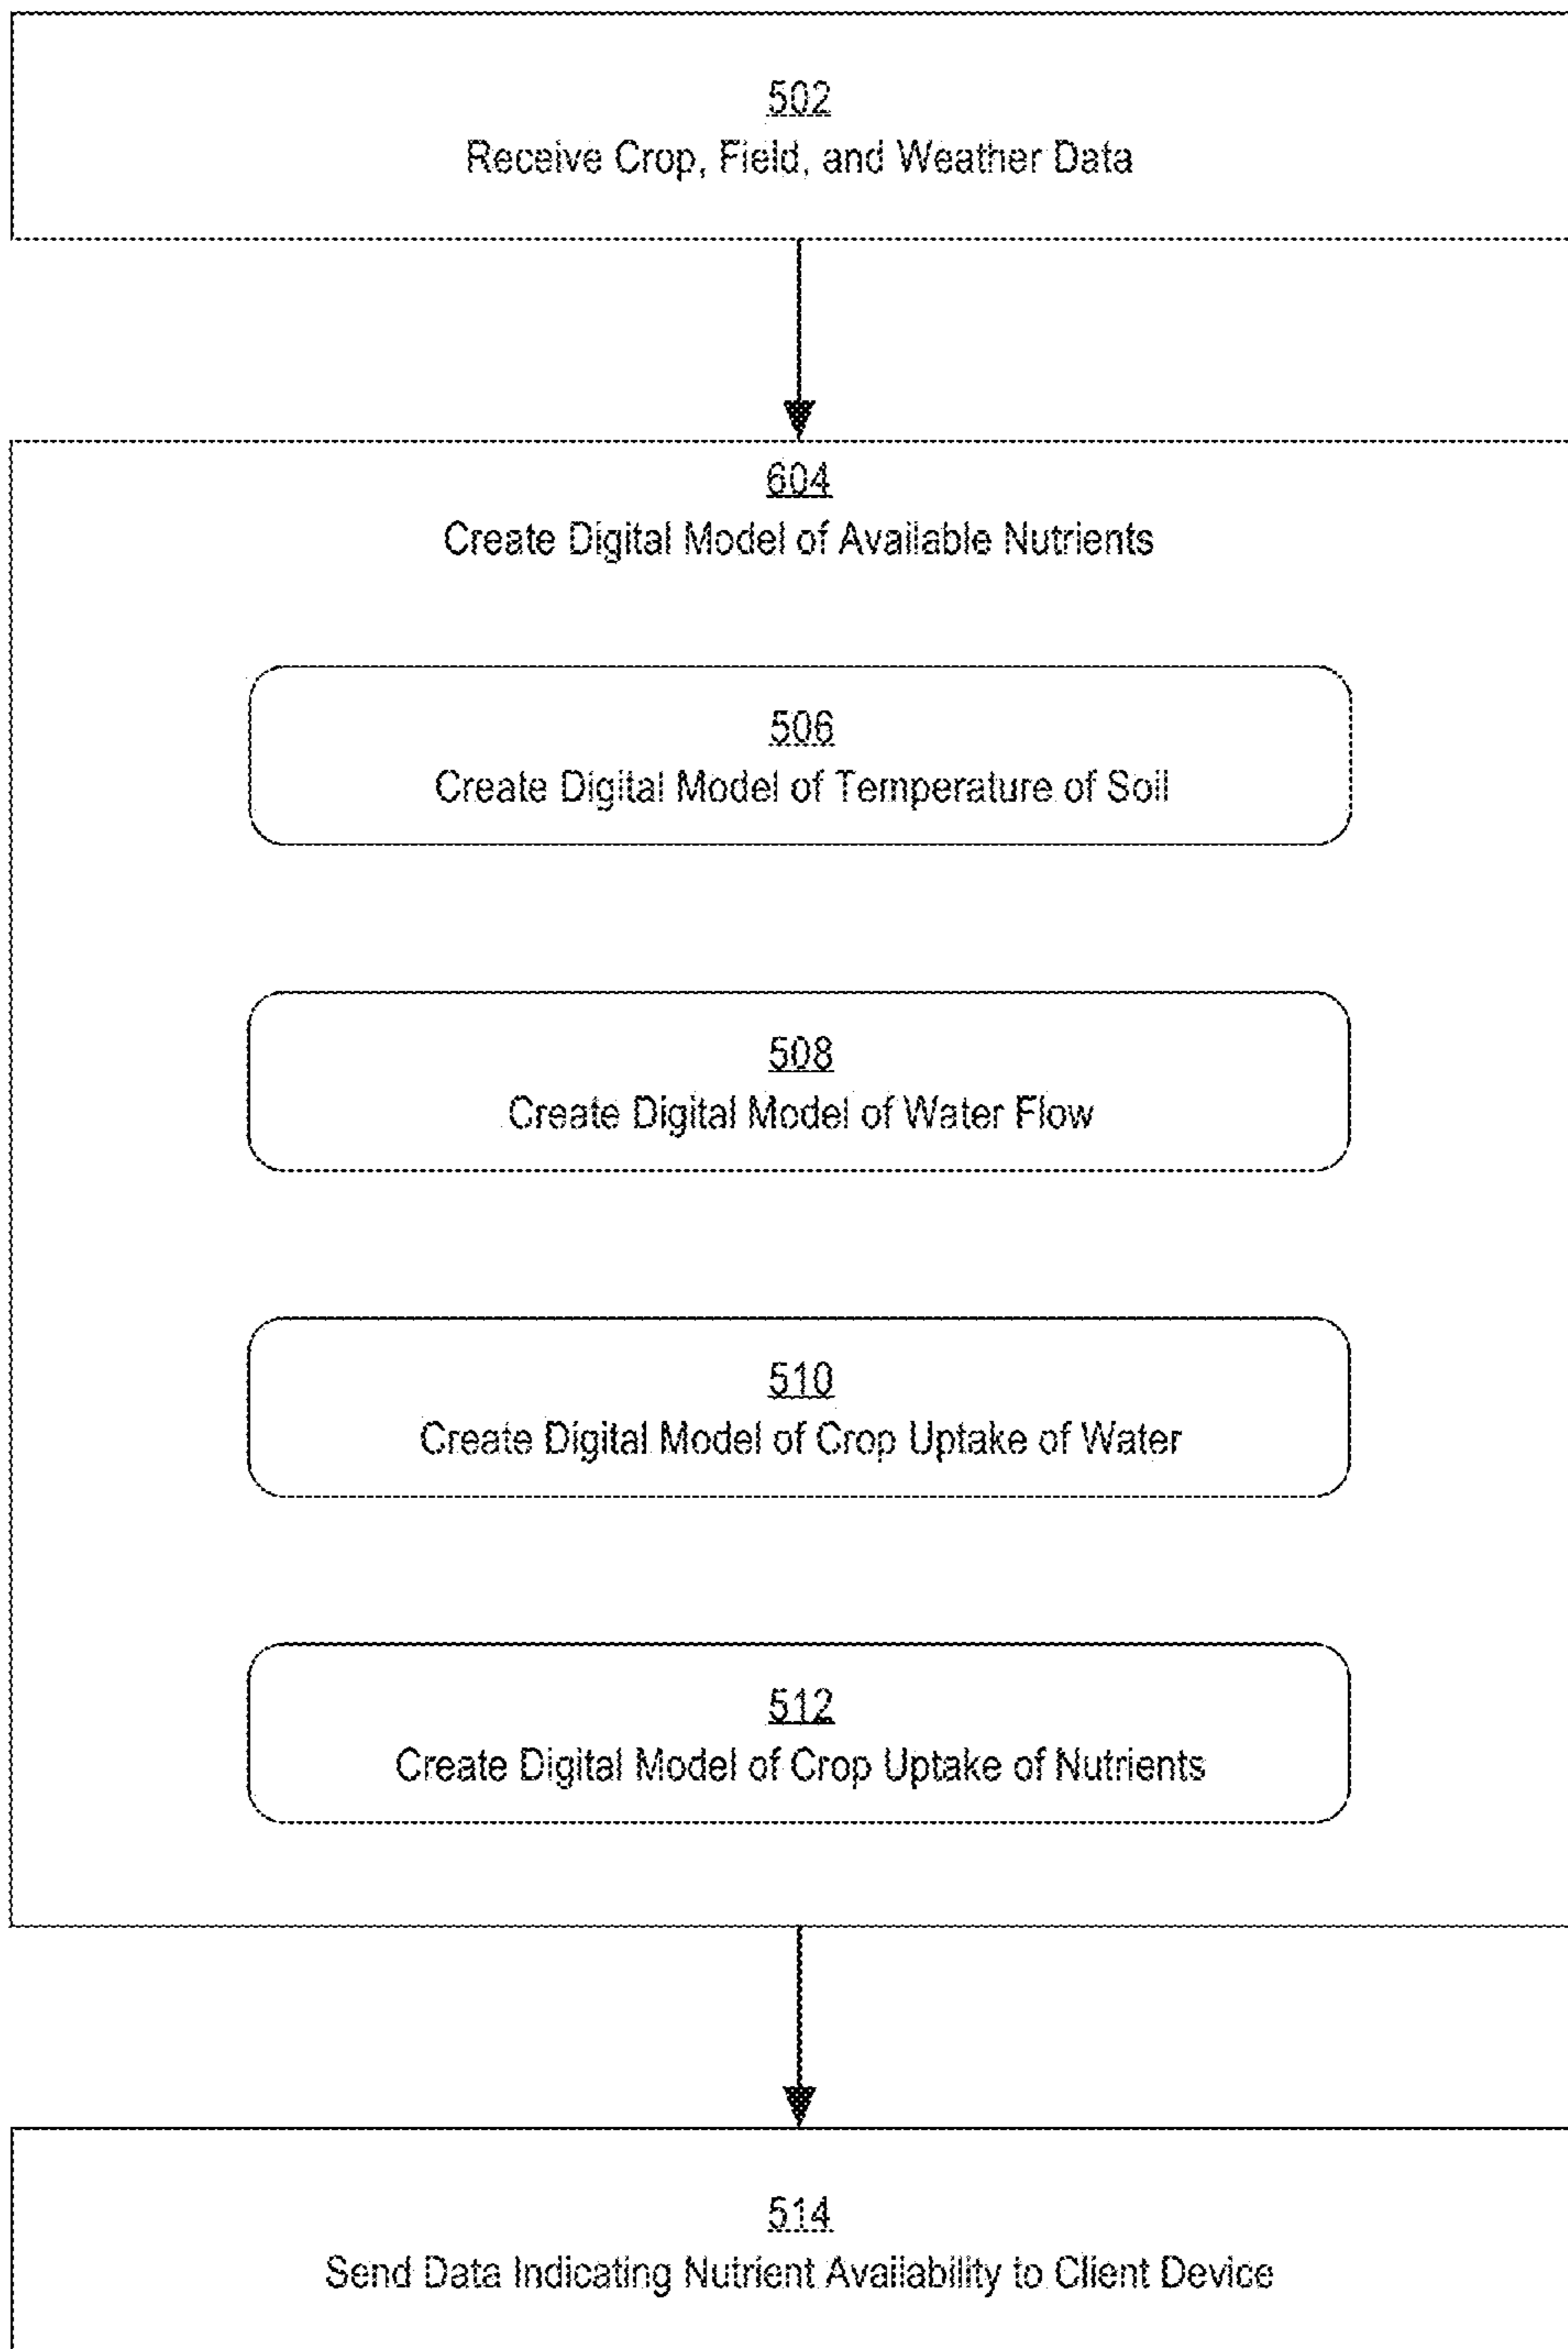 502
Receive Crop, Field, and Weather Data
604
Create Digital Model of Available Nutrients
506
Create Digital Model of Temperature of Soil
508
Create Digital Model of Water Flow
510
Create Digital Model of Crop Uptake of Water
512
Create Digital Model of Crop Uptake of Nutrients
514
Send Data Indicating Nutrient Availability to Client Device